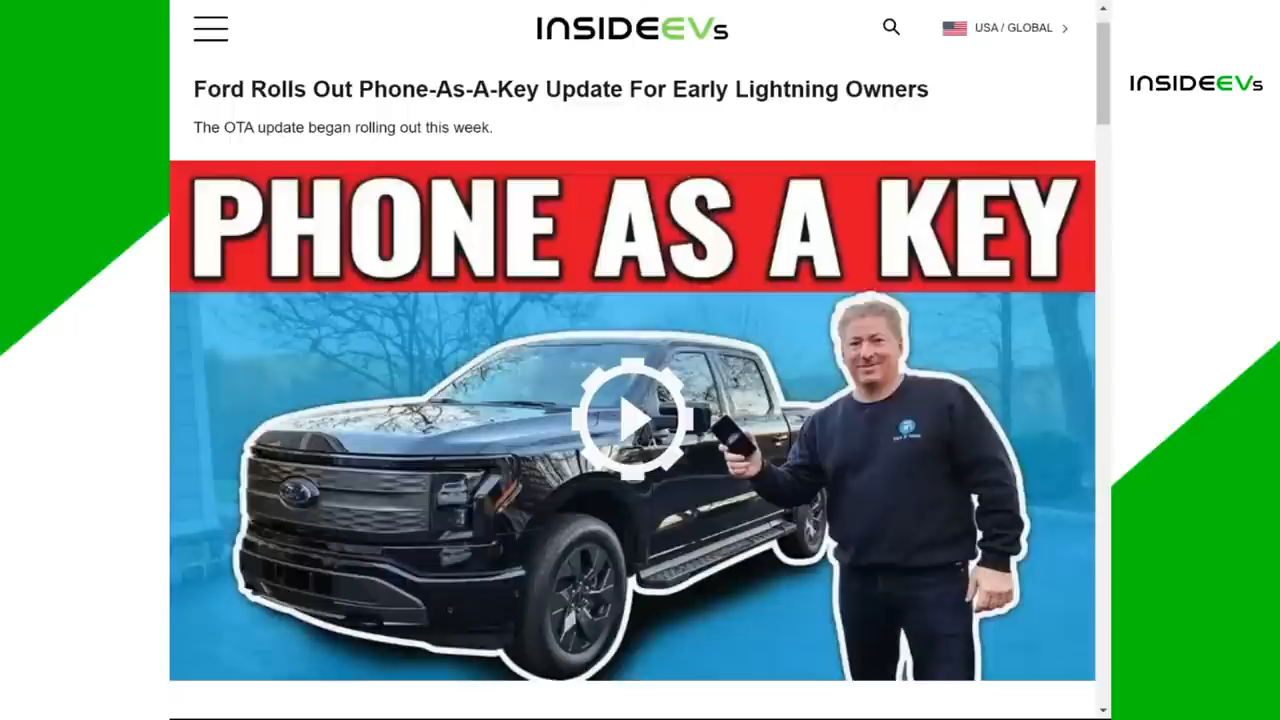 INSIDEEVs
USA / GLOBAL
INSIDEEVs
Ford Rolls Out Phone-As-A-Key Update For Early Lightning Owners
The OTA update began rolling out this week.
PHONE AS A KEY